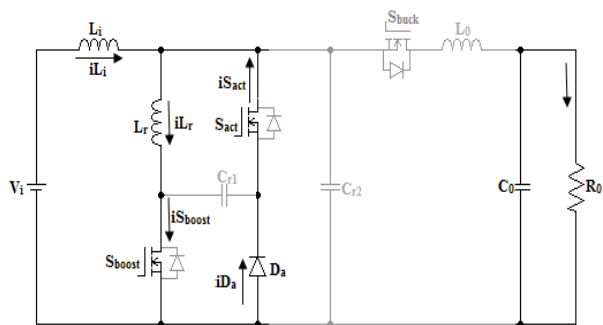 Li
iLi
Sbuck
L0
iSact
Lr
iLr
Sact
Cr1
Cr2
Vi
C0
R0
iSboost
Sboost
iDa
Da